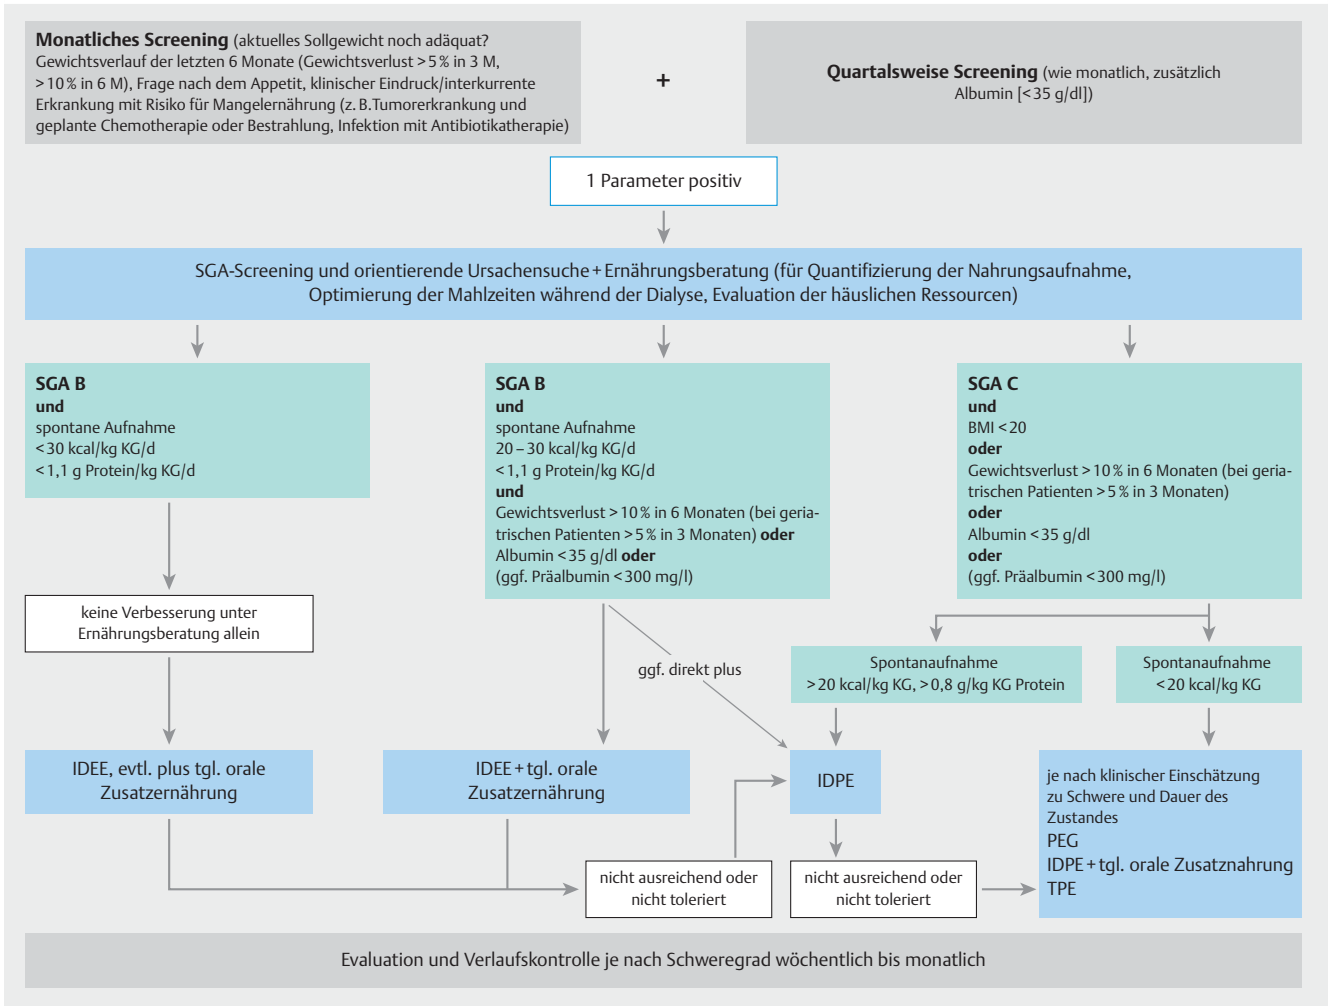 Monatliches Screening (aktuelles Sollgewicht noch adäquat?
Gewichtsverlauf der letzten 6 Monate (Gewichtsverlust >5 % in 3 M,
>10 % in 6 M), Frage nach dem Appetit, klinischer Eindruck/interkurrente
Erkrankung mit Risiko für Mangelernährung (z. B. Tumorerkrankung und
geplante Chemotherapie oder Bestrahlung, Infektion mit Antibiotikatherapie)
+
Quartalsweise Screening (wie monatlich, zusätzlich
Albumin [<35 g/dl])
1 Parameter positiv
SGA-Screening und orientierende Ursachensuche + Ernährungsberatung (für Quantifizierung der Nahrungsaufnahme,
Optimierung der Mahlzeiten während der Dialyse, Evaluation der häuslichen Ressourcen)
SGA B
und
spontane Aufnahme
<30 kcal/kg KG/d
<1,1 g Protein/kg KG/d
SGA B
und
spontane Aufnahme
20 – 30 kcal/kg KG/d
<1,1 g Protein/kg KG/d
und
Gewichtsverlust >10 % in 6 Monaten (bei geria-
trischen Patienten >5 % in 3 Monaten) oder
Albumin <35 g/dl oder
(ggf. Präalbumin <300 mg/l)
SGA C
und
BMI <20
oder
Gewichtsverlust >10 % in 6 Monaten (bei geria-
trischen Patienten >5 % in 3 Monaten)
oder
Albumin <35 g/dl
oder
(ggf. Präalbumin <300 mg/l)
keine Verbesserung unter
Ernährungsberatung allein
ggf. direkt plus
Spontanaufnahme
>20 kcal/kg KG, >0,8 g/kg KG Protein
Spontanaufnahme
<20 kcal/kg KG
IDEE, evtl. plus tgl. orale
Zusatzernährung
IDEE + tgl. orale
Zusatzernährung
IDPE
je nach klinischer Einschätzung
zu Schwere und Dauer des
Zustandes
PEG
IDPE + tgl. orale Zusatznahrung
TPE
nicht ausreichend oder
nicht toleriert
nicht ausreichend oder
nicht toleriert
Evaluation und Verlaufskontrolle je nach Schweregrad wöchentlich bis monatlich